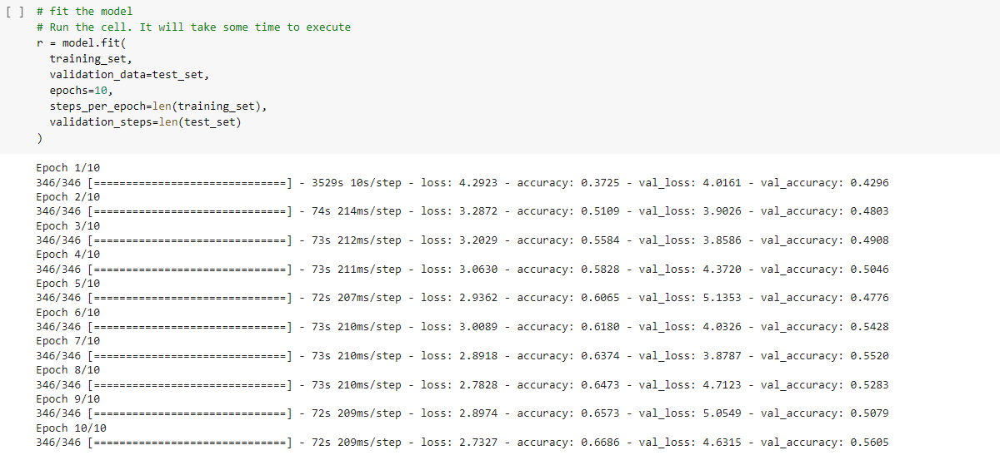 [ ] # fit the model
# Run the cell. It will take some time to execute
r = model.fit(
training_set,
validation_data=test_set,
epochs=10,
steps_per_epoch=len(training_set),
validation_steps=len(test_set)
)
Epoch 1/10
346/346 [==============================] - 3529s 10s/step - loss: 4.2923 - accuracy: 0.3725 - val_loss: 4.0161 - val_accuracy: 0.4296
Epoch 2/10
346/346 [==============================] - 74s 214ms/step - loss: 3.2872 - accuracy: 0.5109 - val_loss: 3.9026 - val_accuracy: 0.4803
Epoch 3/10
346/346 [==============================] - 73s 212ms/step - loss: 3.2029 - accuracy: 0.5584 - val_loss: 3.8586 - val_accuracy: 0.4908
Epoch 4/10
346/346 [==============================] - 73s 211ms/step - loss: 3.0630 - accuracy: 0.5828 - val_loss: 4.3720 - val_accuracy: 0.5046
Epoch 5/10
346/346 [==============================] - 72s 207ms/step - loss: 2.9362 - accuracy: 0.6065 - val_loss: 5.1353 - val_accuracy: 0.4776
Epoch 6/10
346/346 [==============================] - 73s 210ms/step - loss: 3.0089 - accuracy: 0.6180 - val_loss: 4.0326 - val_accuracy: 0.5428
Epoch 7/10
346/346 [==============================] - 73s 210ms/step - loss: 2.8918 - accuracy: 0.6374 - val_loss: 3.8787 - val_accuracy: 0.5520
Epoch 8/10
346/346 [==============================] - 73s 210ms/step - loss: 2.7828 - accuracy: 0.6473 - val_loss: 4.7123 - val_accuracy: 0.5283
Epoch 9/10
346/346 [==============================] - 72s 209ms/step - loss: 2.8974 - accuracy: 0.6573 - val_loss: 5.0549 - val_accuracy: 0.5079
Epoch 10/10
346/346 [==============================] - 72s 209ms/step - loss: 2.7327 - accuracy: 0.6686 - val_loss: 4.6315 - val_accuracy: 0.5605